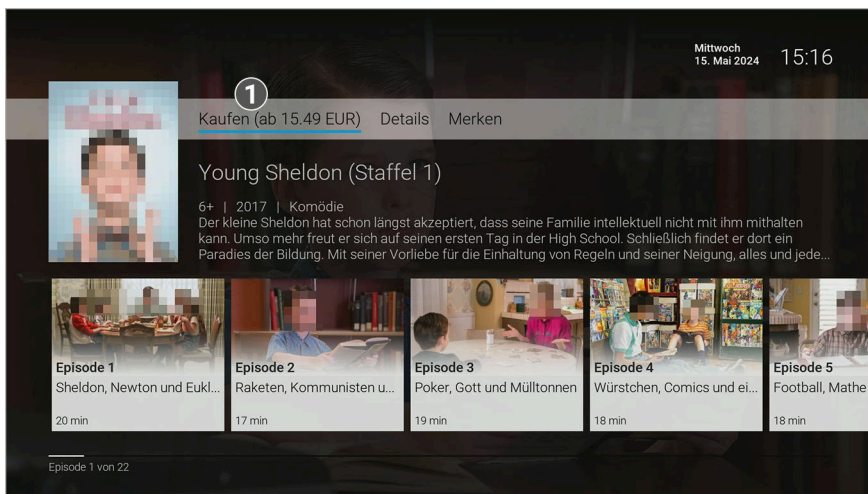 Mittwoch
15. Mai 2024
15:16
1
Kaufen (ab 15.49 EUR)
Details
Merken
Young Sheldon (Staffel 1)
6+ | 2017 | Komödie
Der kleine Sheldon hat schon längst akzeptiert, dass seine Familie intellektuell nicht mit ihm mithalten
kann. Umso mehr freut er sich auf seinen ersten Tag in der High School. Schließlich findet er dort ein
Paradies der Bildung. Mit seiner Vorliebe für die Einhaltung von Regeln und seiner Neigung, alles und jede...
Episode 1
Sheldon, Newton und Eukl...
20 min
Episode 2
Raketen, Kommunisten u...
17 min
Episode 3
Poker, Gott und Mülltonnen
19 min
Episode 4
Würstchen, Comics und ei...
18 min
Episode 5
Football, Mathe
18 min
Episode 1 von 22